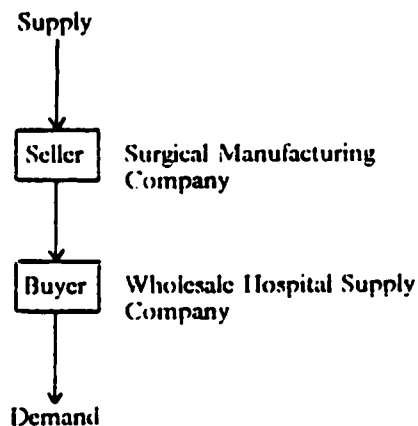 Supply
Seller
Surgical Manufacturing
Company
Buyer
Wholesale Hospital Supply
Company
Demand